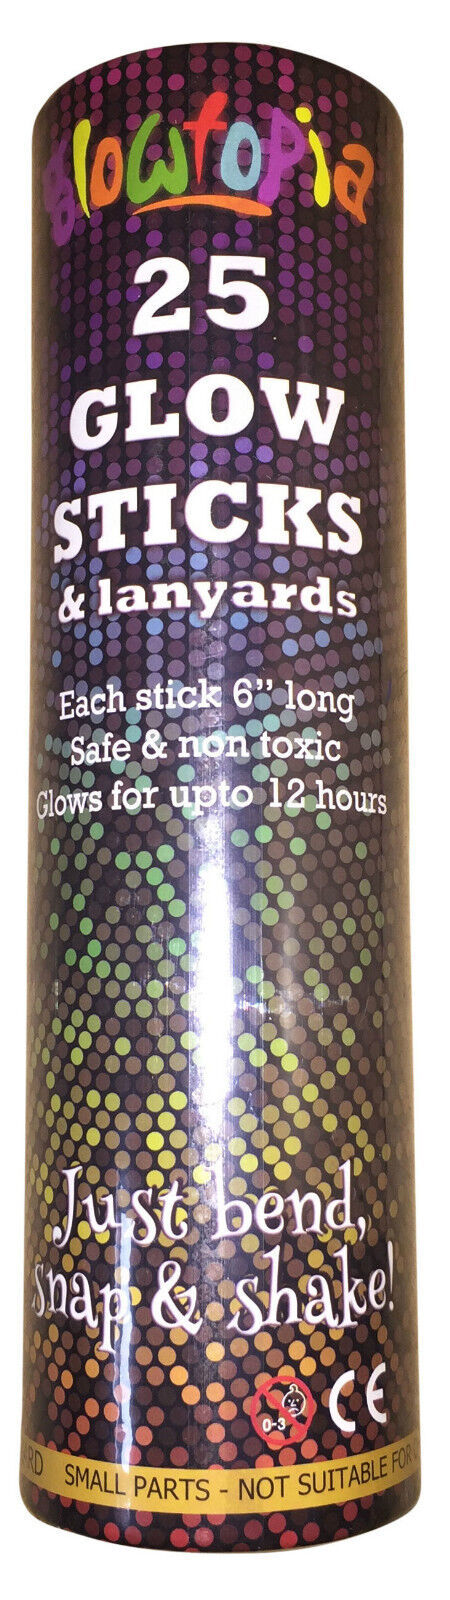 glowtopia
25
GLOW
STICKS
& lanyards
Each stick 6” long
Safe & non toxic
Glows for upto 12 hours
Just bend,
snap & shake!
0-3
CE
SMALL PARTS - NOT SUITABLE FOR